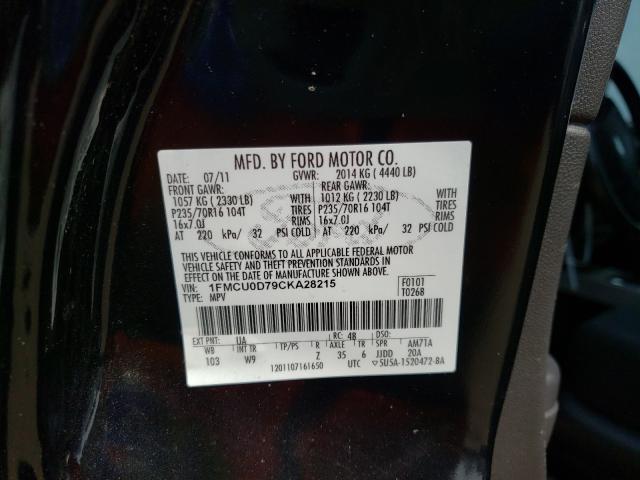 MFD. BY FORD MOTOR CO.
DATE: 07/11 GVWR: 2014 KG ( 4440 LB)
FRONT GAWR: REAR GAWR:
1057 KG ( 2330 LB) WITH 1012 KG ( 2230 LB) WITH
P235/70R16 104T TIRES P235/70R16 104T TIRES
16x7.0J RIMS 16x7.0J RIMS
AT 220 kPa/ 32 PSI COLD AT 220 kPa/ 32 PSI COLD
THIS VEHICLE CONFORMS TO ALL APPLICABLE FEDERAL MOTOR
VEHICLE SAFETY AND THEFT PREVENTION STANDARDS IN
EFFECT ON THE DATE OF MANUFACTURE SHOWN ABOVE.
VIN: 1FMCU0D79CKA28215 F0101
TYPE: MPV T0268
EXT PNT: UA RC: 48 DSO:
WB INT TR TP/PS R AXLE TR SPR AM71A
103 W9 Z 35 6 JJDD 20A
1201107161650 UTC 5U5A-1520472-BA